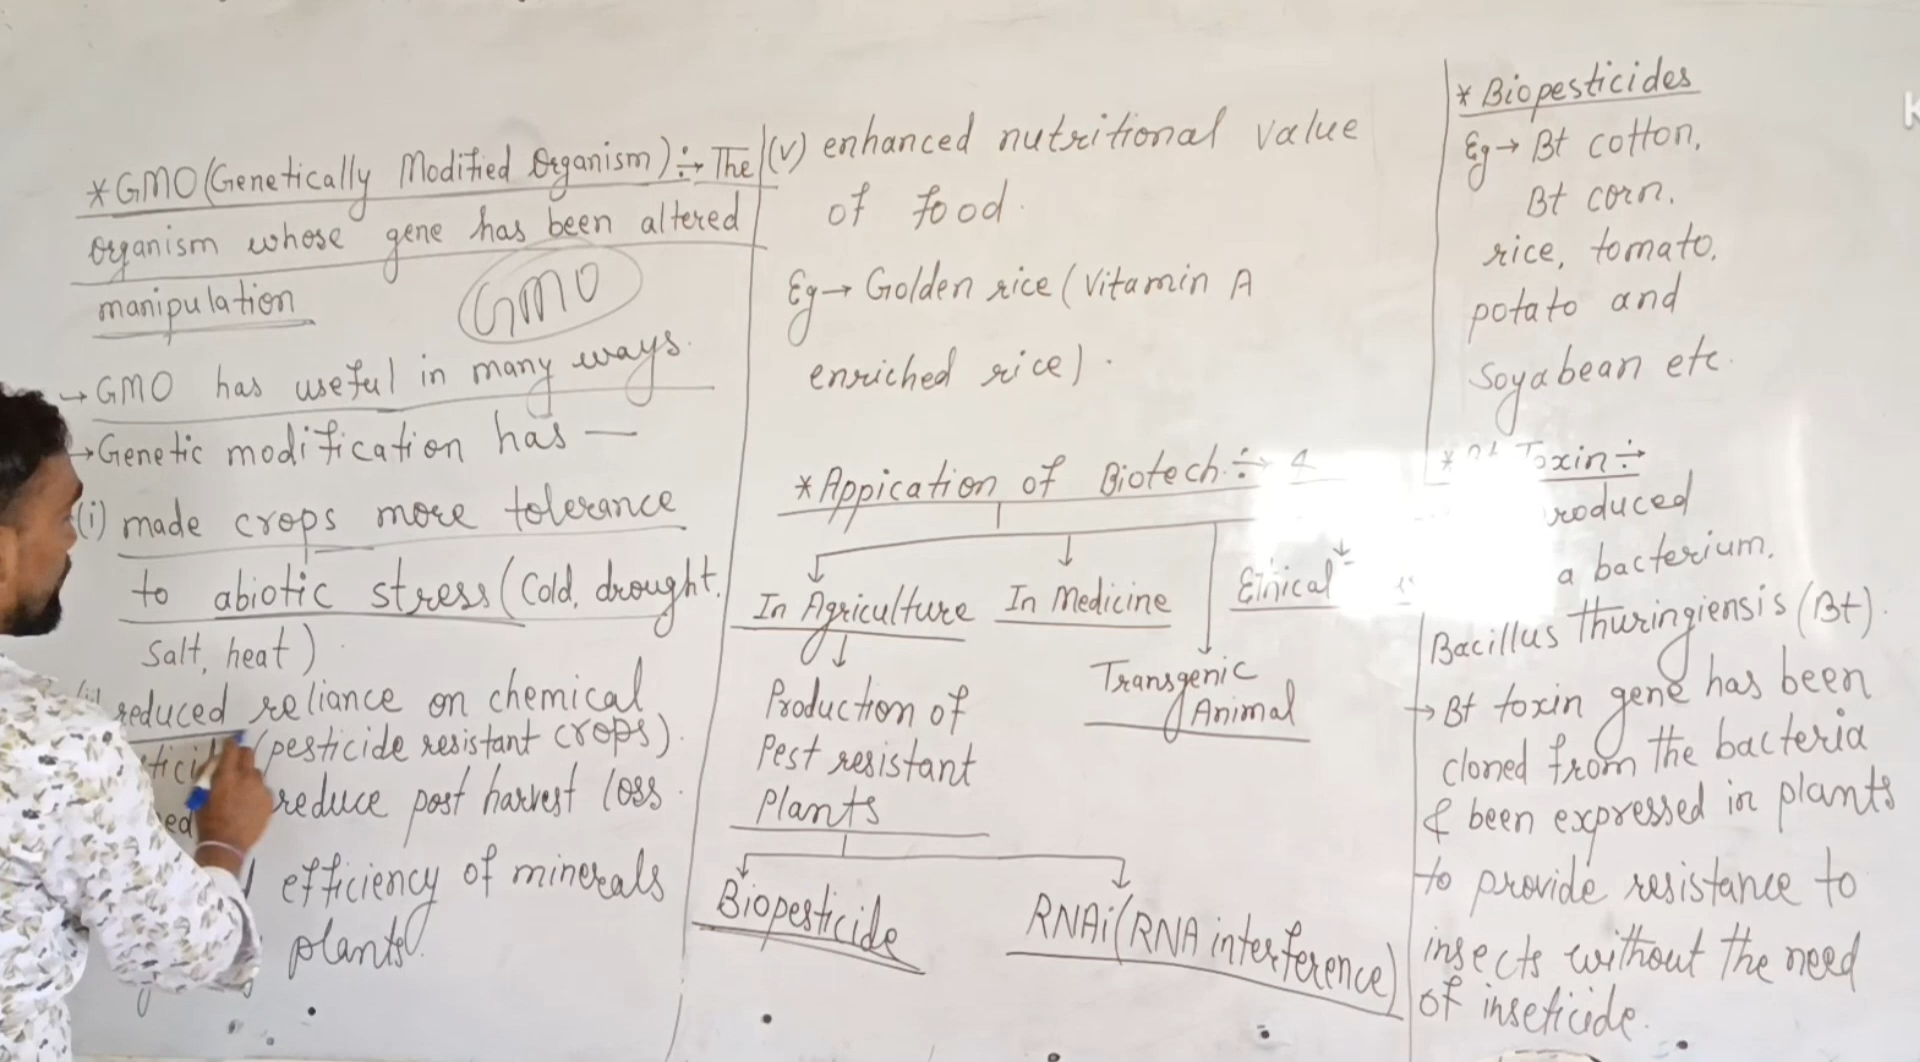 *GMO (Genetically Modified Organism) ÷→ The
organism whose gene has been altered
manipulation
GMO
→ GMO has useful in many ways.
→ Genetic modification has —
(i) made crops more tolerance
to abiotic stress (Cold, drought,
Salt, heat)
reduced reliance on chemical
(pesticide resistant crops).
reduce post harvest loss.
efficiency of minerals
plants.
(v) enhanced nutritional value
of food.
Eg → Golden rice (Vitamin A
enriched rice).
*Appication of Biotech. ÷→ 4
In Agriculture In Medicine Ethical
Transgenic
Animal
Production of
Pest resistant
Plants
Biopesticide RNAi (RNA interference)
* Biopesticides
Eg → Bt cotton,
Bt corn,
rice, tomato,
potato and
Soyabean etc.
* Toxin ÷→
a bacterium,
Bacillus thuringiensis (Bt).
→ Bt toxin gene has been
cloned from the bacteria
& been expressed in plants
to provide resistance to
insects without the need
of inseticide.
K